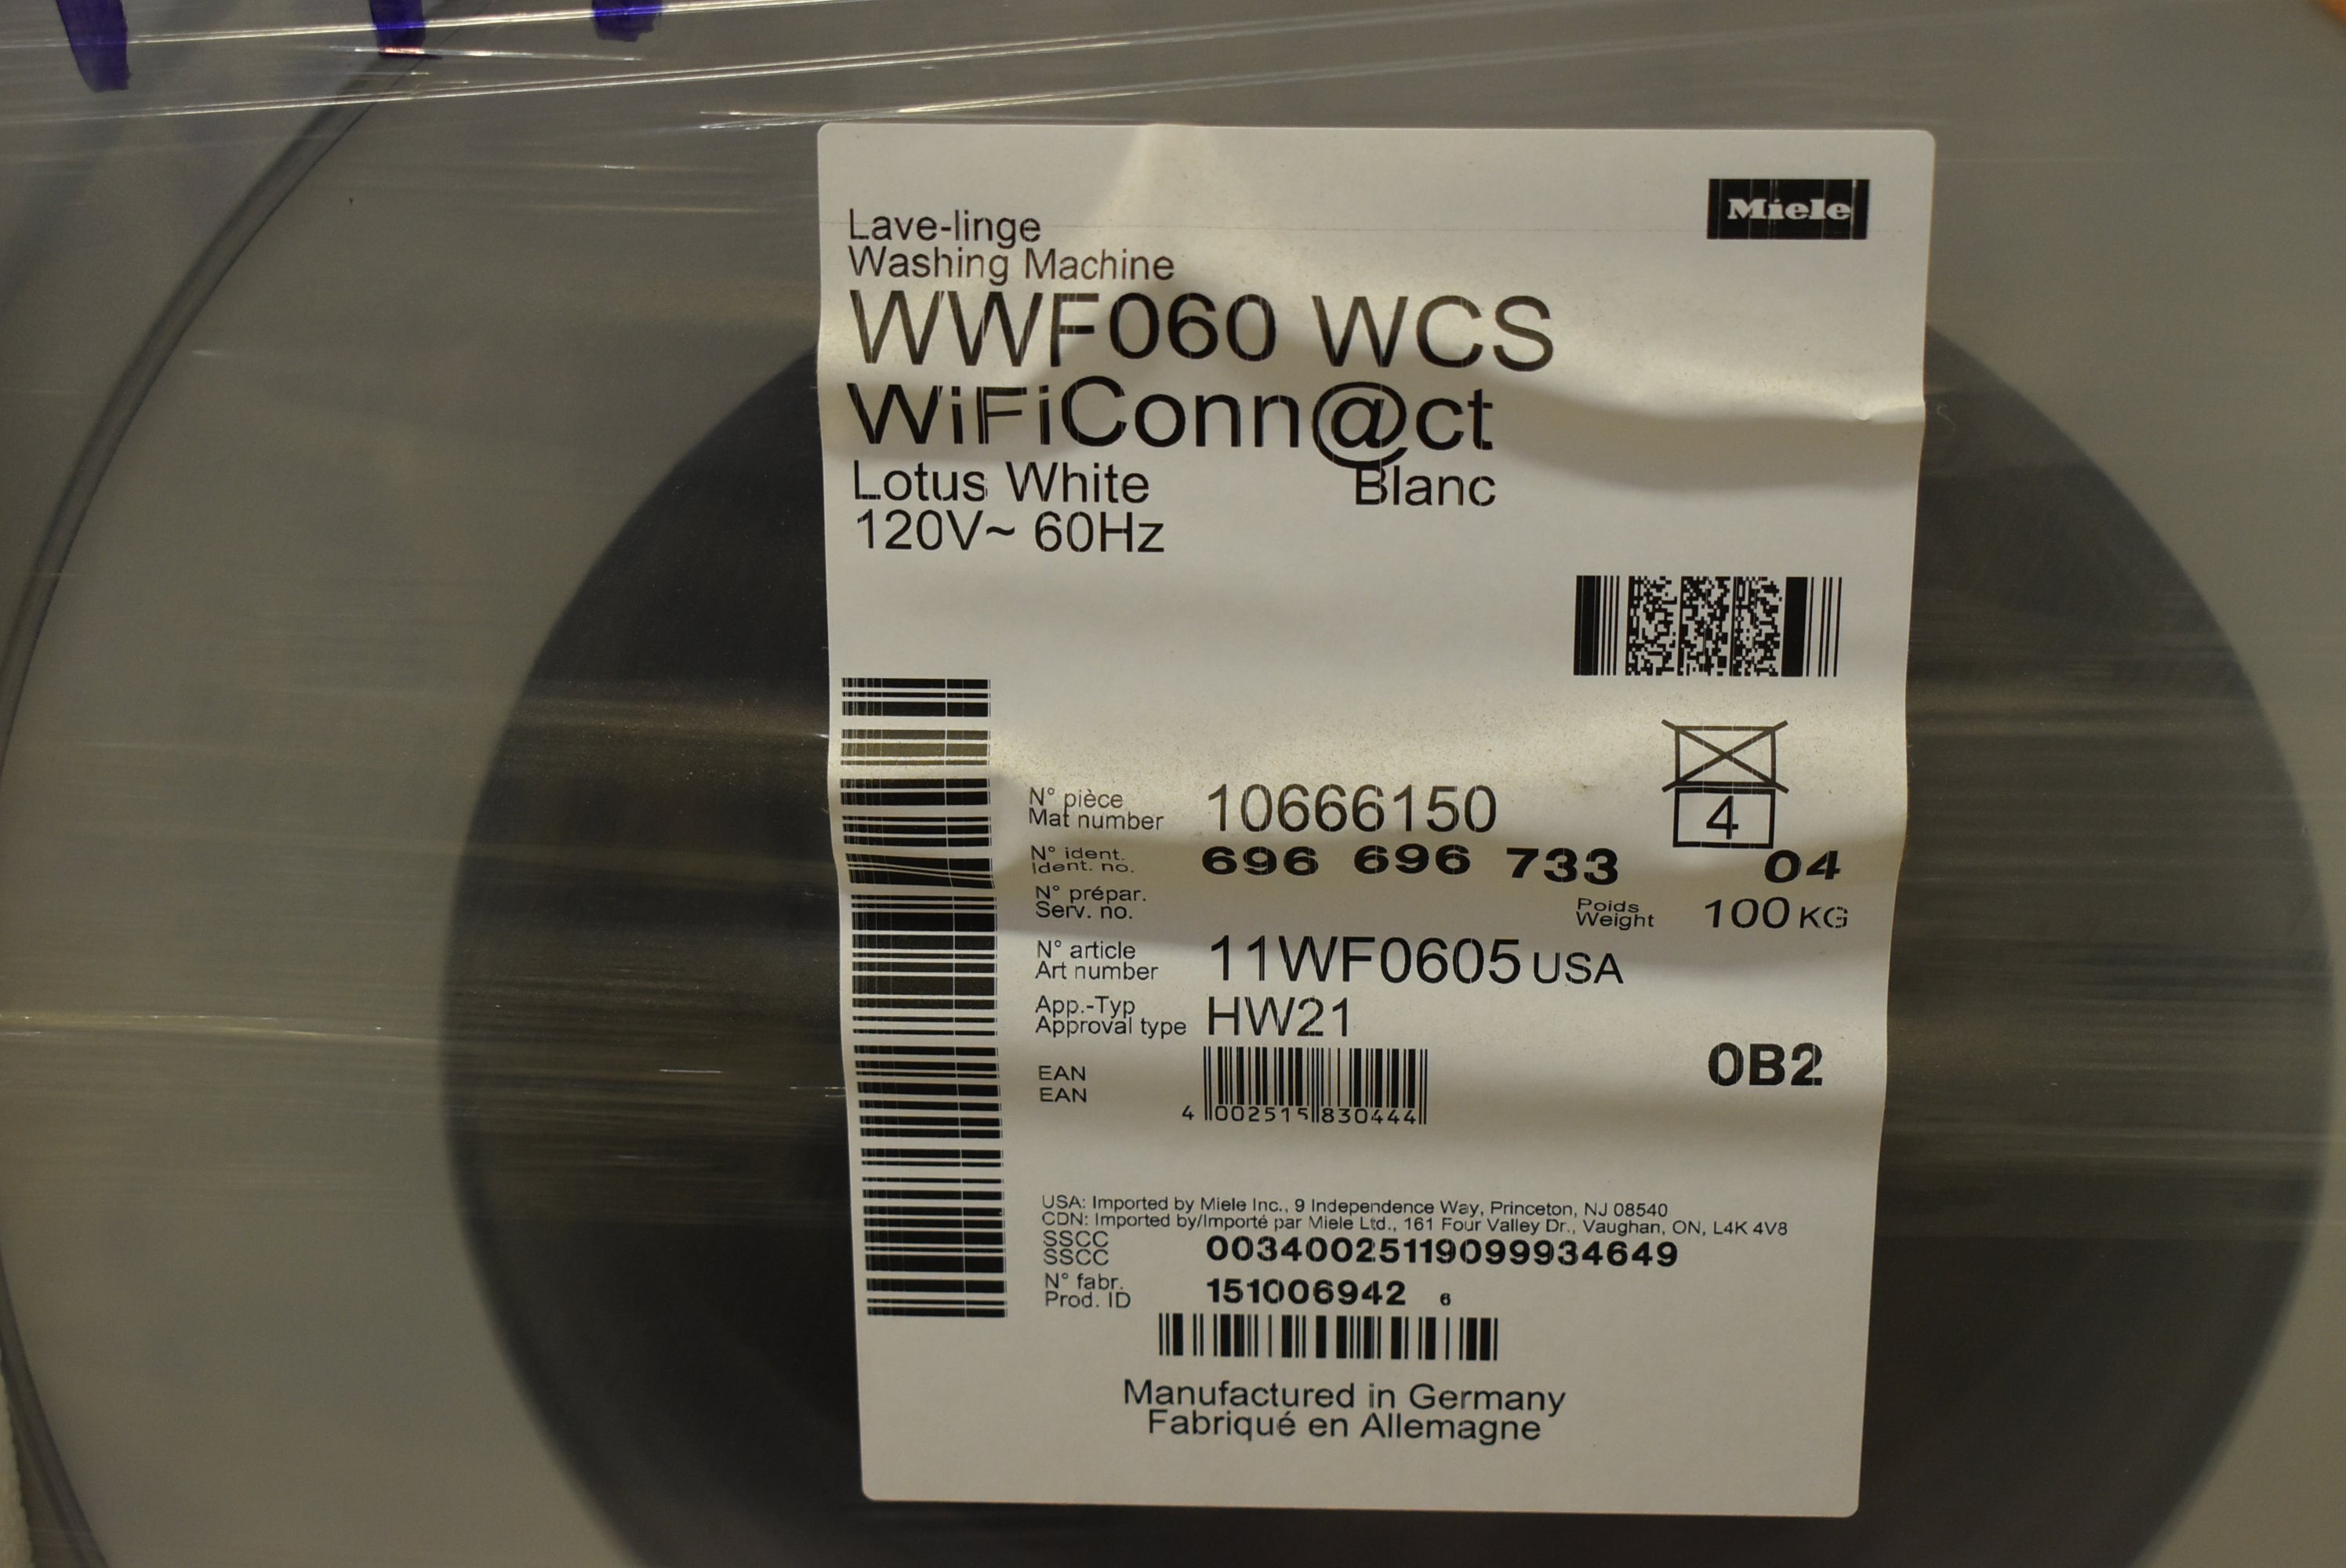 Miele
Lave-linge
Washing Machine
WWF060 WCS
WiFiConn@ct
Lotus White Blanc
120V~ 60Hz
N° pièce
Mat number 10666150
4
N° ident.
Ident. no. 696 696 733 04
N° prépar.
Serv. no.
Poids
Weight 100 KG
N° article
Art number 11WF0605 USA
App.-Typ
Approval type HW21
0B2
EAN
EAN
4 002515 830444
USA: Imported by Miele Inc., 9 Independence Way, Princeton, NJ 08540
CDN: Imported by/Importé par Miele Ltd., 161 Four Valley Dr., Vaughan, ON, L4K 4V8
SSCC
SSCC 00340025119099934649
N° fabr.
Prod. ID 151006942 6
Manufactured in Germany
Fabriqué en Allemagne